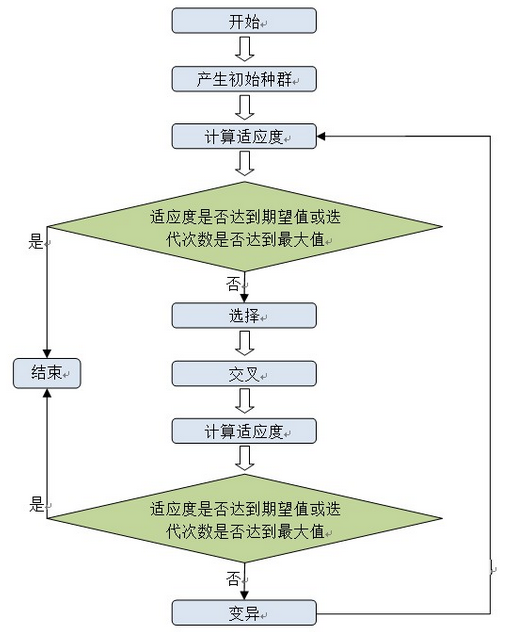 开始
产生初始种群
计算适应度
适应度是否达到期望值或迭
代次数是否达到最大值
是
否
选择
结束
交叉
计算适应度
适应度是否达到期望值或迭
代次数是否达到最大值
是
否
变异